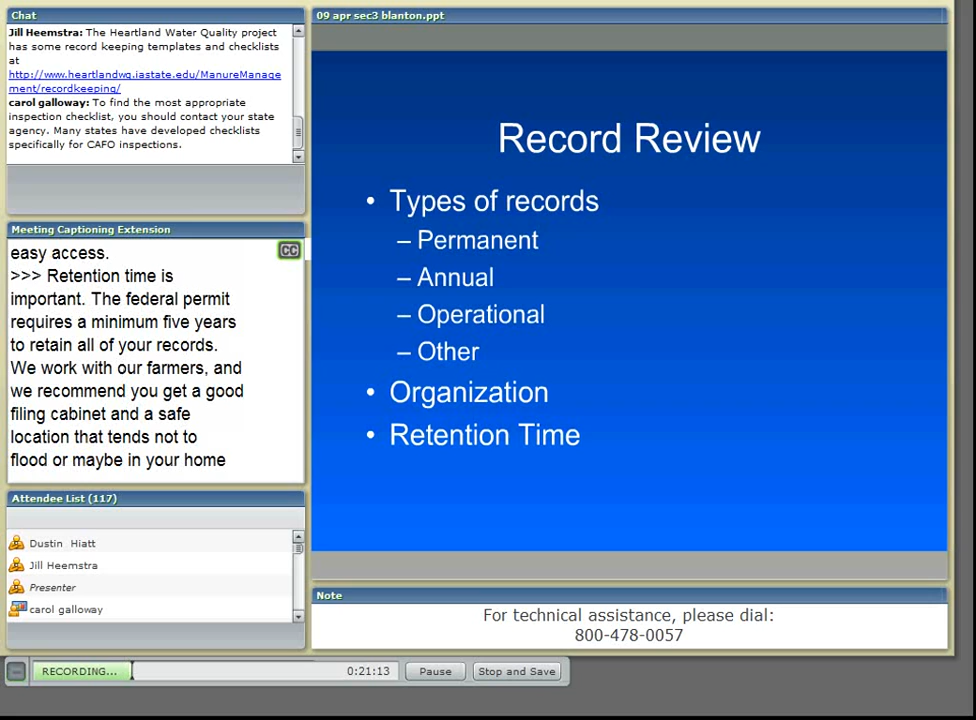 Chat
Jill Heemstra: The Heartland Water Quality project
has some record keeping templates and checklists
at
http://www.heartlandwq.iastate.edu/ManureManage
ment/recordkeeping/
carol galloway: To find the most appropriate
inspection checklist, you should contact your state
agency. Many states have developed checklists
specifically for CAFO inspections.
Meeting Captioning Extension
easy access.
>>> Retention time is
important. The federal permit
requires a minimum five years
to retain all of your records.
We work with our farmers, and
we recommend you get a good
filing cabinet and a safe
location that tends not to
flood or maybe in your home
CC
Attendee List (117)
Dustin Hiatt
Jill Heemstra
Presenter
carol galloway
09 apr sec3 blanton.ppt
Record Review
• Types of records
– Permanent
– Annual
– Operational
– Other
• Organization
• Retention Time
Note
For technical assistance, please dial:
800-478-0057
RECORDING... 0:21:13 Pause Stop and Save